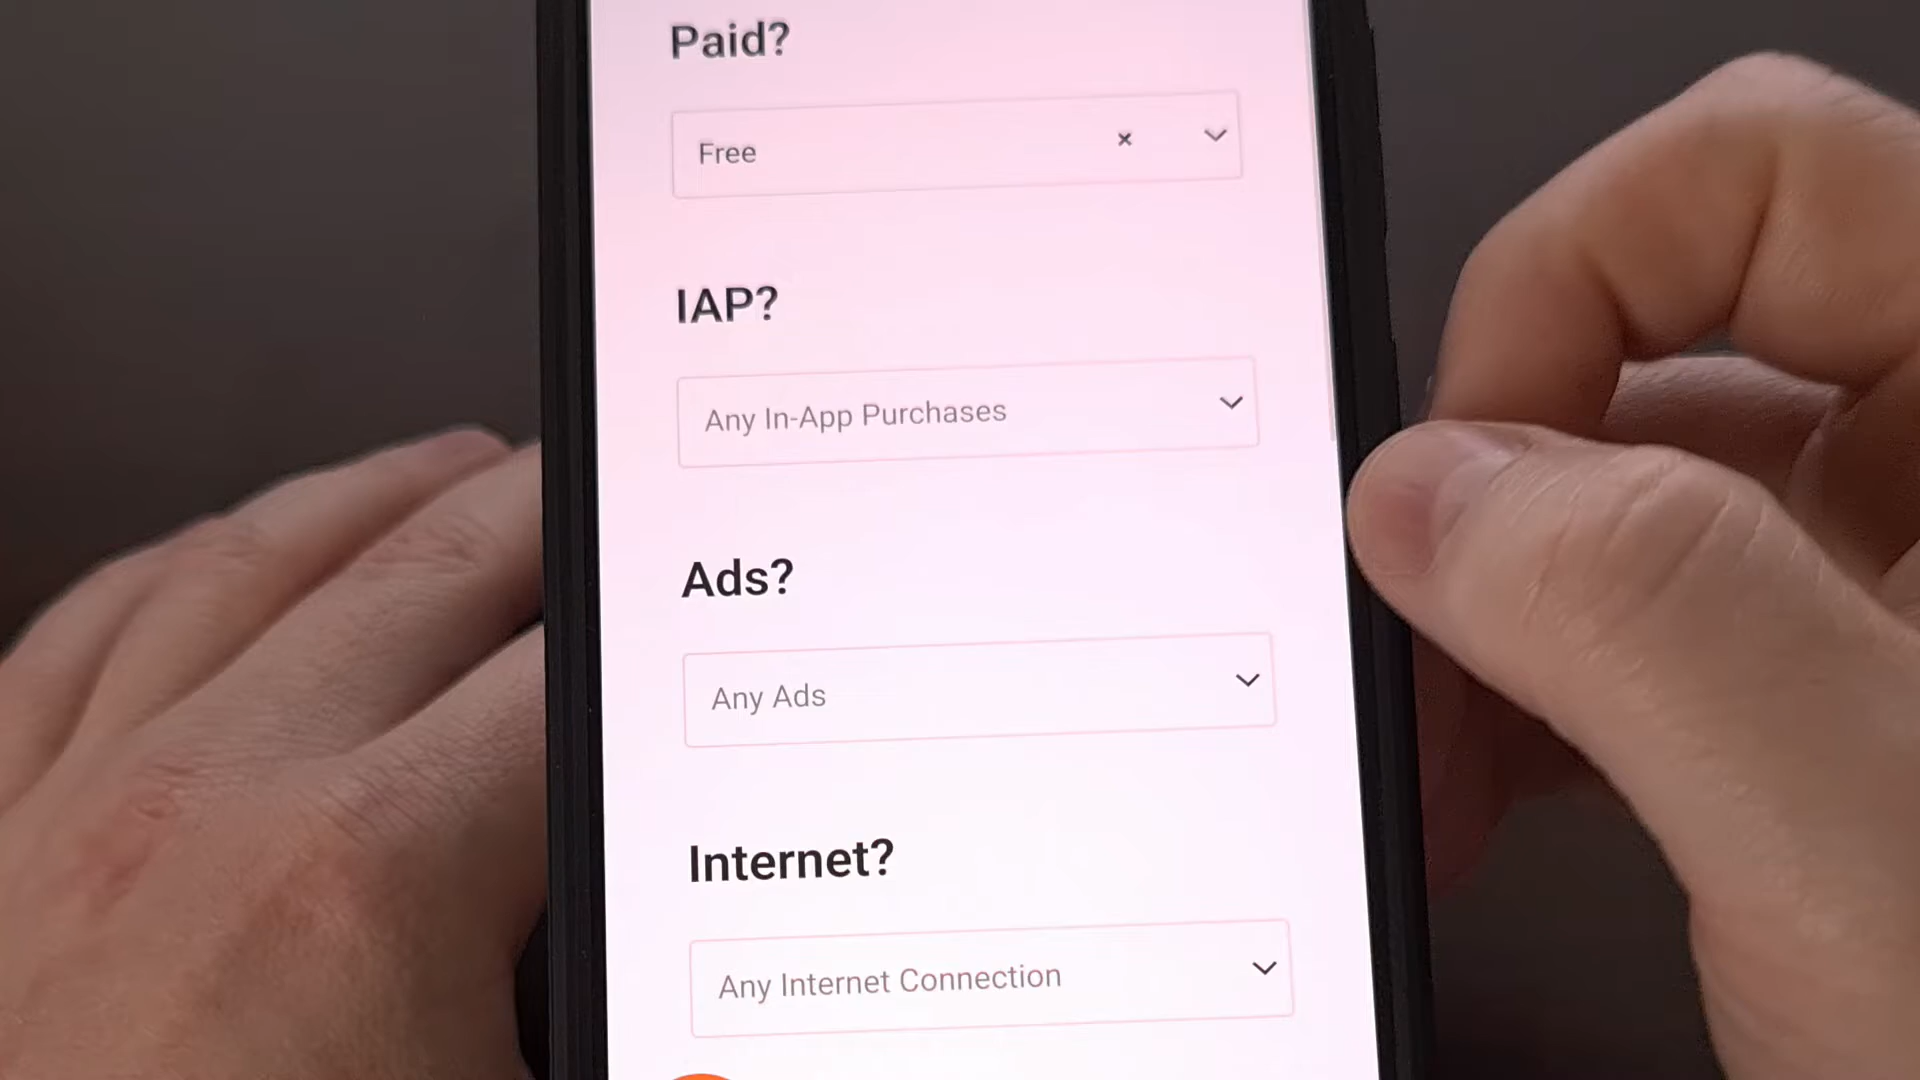 Paid?
Free
IAP?
Any In-App Purchases
Ads?
Any Ads
Internet?
Any Internet Connection